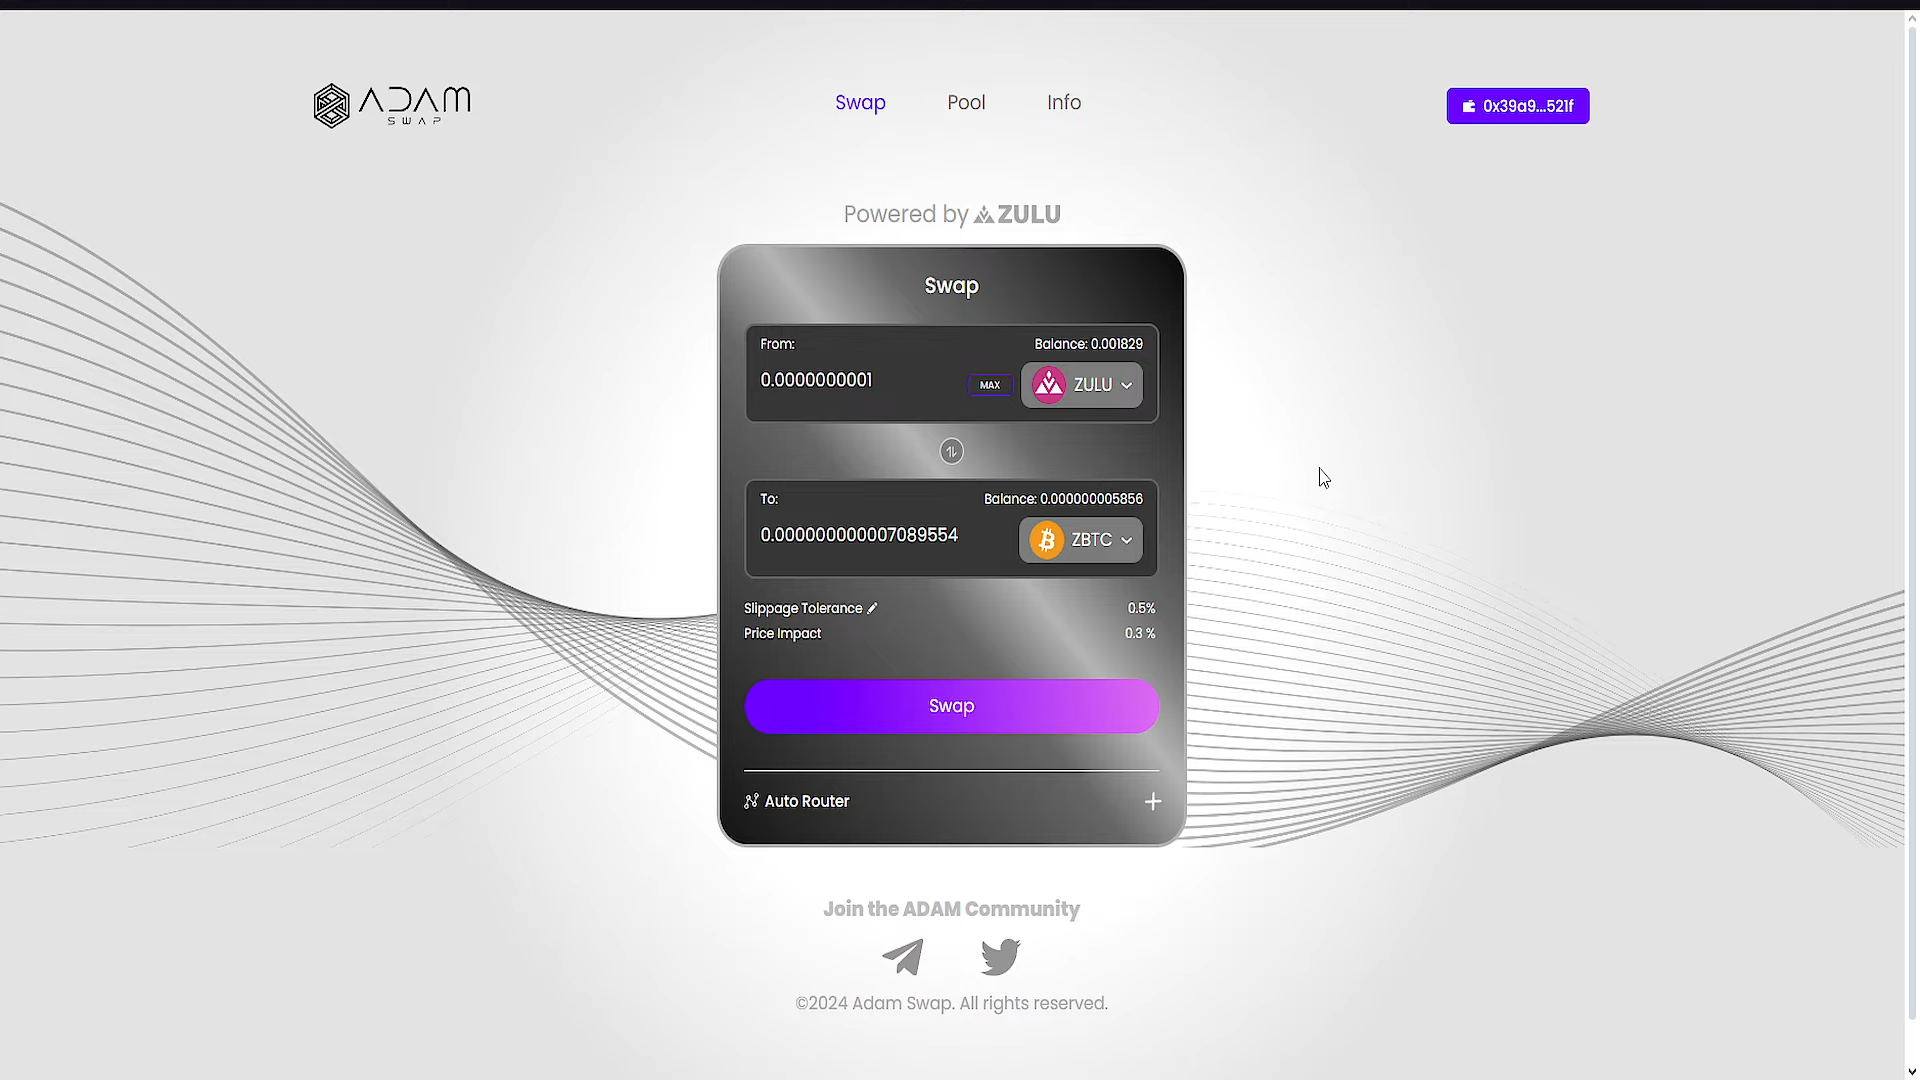 ADAM
SWAP
Swap
Pool
Info
0x39a9...521f
Powered by ZULU
Swap
From:
Balance: 0.001829
0.0000000001
MAX
ZULU
To:
Balance: 0.000000005856
0.000000000007089554
ZBTC
Slippage Tolerance
0.5%
Price Impact
0.3 %
Swap
Auto Router
Join the ADAM Community
©2024 Adam Swap. All rights reserved.